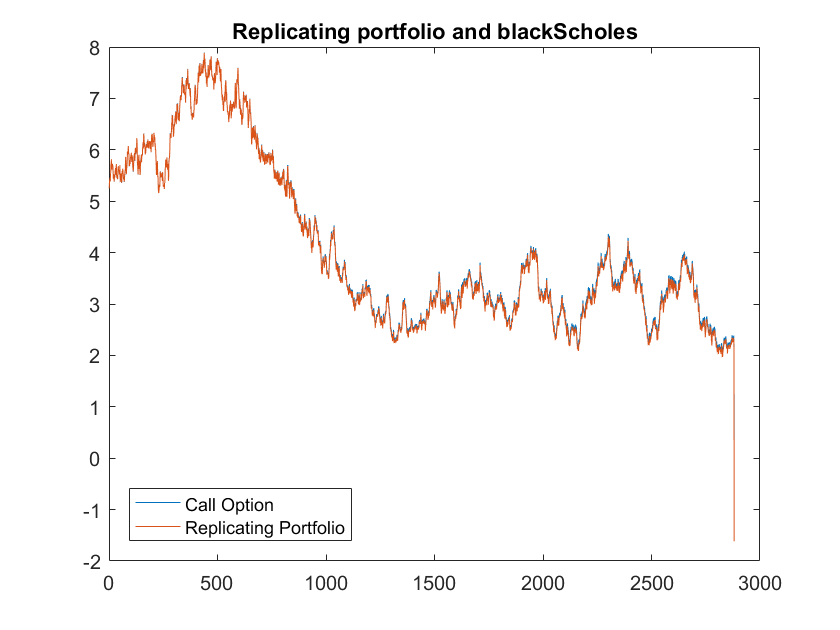 Replicating portfolio and blackScholes
8
7
6
5
4
3
2
1
0
-1
-2
Call Option
Replicating Portfolio
0 500 1000 1500 2000 2500 3000